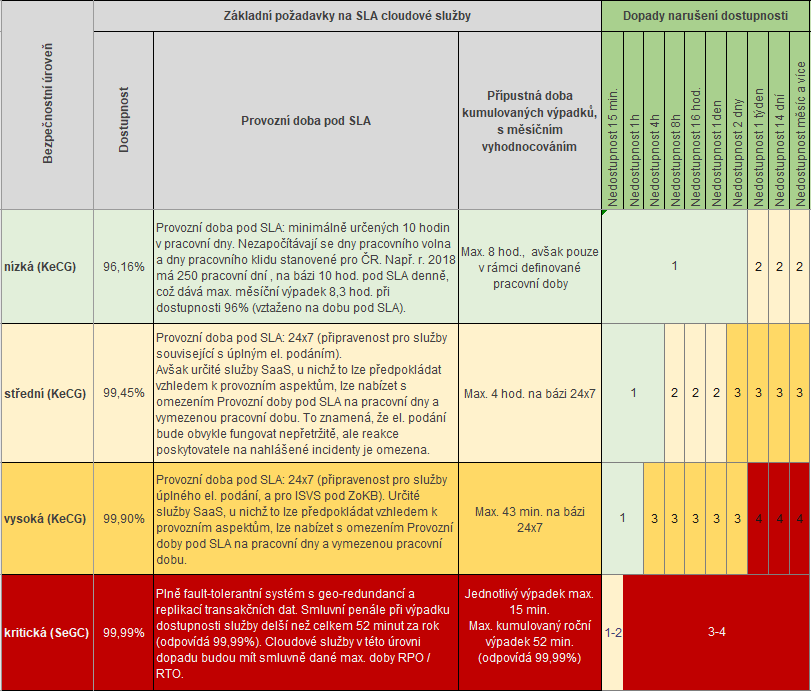 Základní požadavky na SLA cloudové služby
Dopady narušení dostupnosti
Bezpečnostní úroveň
Dostupnost
Provozní doba pod SLA
Přípustná doba
kumulovaných výpadků,
s měsíčním
vyhodnocováním
Nedostupnost 15 min.
Nedostupnost 1h
Nedostupnost 4h
Nedostupnost 8h
Nedostupnost 16 hod.
Nedostupnost 1den
Nedostupnost 2 dny
Nedostupnost 1 týden
Nedostupnost 14 dní
Nedostupnost měsíc a více
nízká (KeCG)
96,16%
Provozní doba pod SLA: minimálně určených 10 hodin
v pracovní dny. Nezapočítávají se dny pracovního volna
a dny pracovního klidu stanovené pro ČR. Např. r. 2018
má 250 pracovní dní , na bázi 10 hod. pod SLA denně,
což dává max. měsíční výpadek 8,3 hod. při
dostupnosti 96% (vztaženo na dobu pod SLA).
Max. 8 hod.,  avšak pouze
v rámci definované
pracovní doby
1
2
2
2
střední (KeCG)
99,45%
Provozní doba pod SLA: 24x7 (připravenost pro služby
související s úplným el. podáním).
Avšak určité služby SaaS, u nichž to lze předpokládat
vzhledem k provozním aspektům, lze nabízet s
omezením Provozní doby pod SLA na pracovní dny a
vymezenou pracovní dobu. To znamená, že el. podání
bude obvykle fungovat nepřetržitě, ale reakce
poskytovatele na nahlášené incidenty je omezena.
Max. 4 hod. na bázi 24x7
1
2
2
2
3
3
3
3
vysoká (KeCG)
99,90%
Provozní doba pod SLA: 24x7 (připravenost pro služby
úplného el. podání, a pro ISVS pod ZoKB). Určité
služby SaaS, u nichž to lze předpokládat vzhledem k
provozním aspektům, lze nabízet s omezením Provozní
doby pod SLA na pracovní dny a vymezenou pracovní
dobu.
Max. 43 min. na bázi
24x7
1
3
3
3
3
3
4
4
4
kritická (SeGC)
99,99%
Plně fault-tolerantní systém s geo-redundancí a
replikací transakčních dat. Smluvní penále při výpadku
dostupnosti služby delší než celkem 52 minut za rok
(odpovídá 99,99%). Cloudové služby v této úrovni
dopadu budou mít smluvně dané max. doby RPO /
RTO.
Jednotlivý výpadek max.
15 min.
Max. kumulovaný roční
výpadek 52 min.
(odpovídá 99,99%)
1-2
3-4